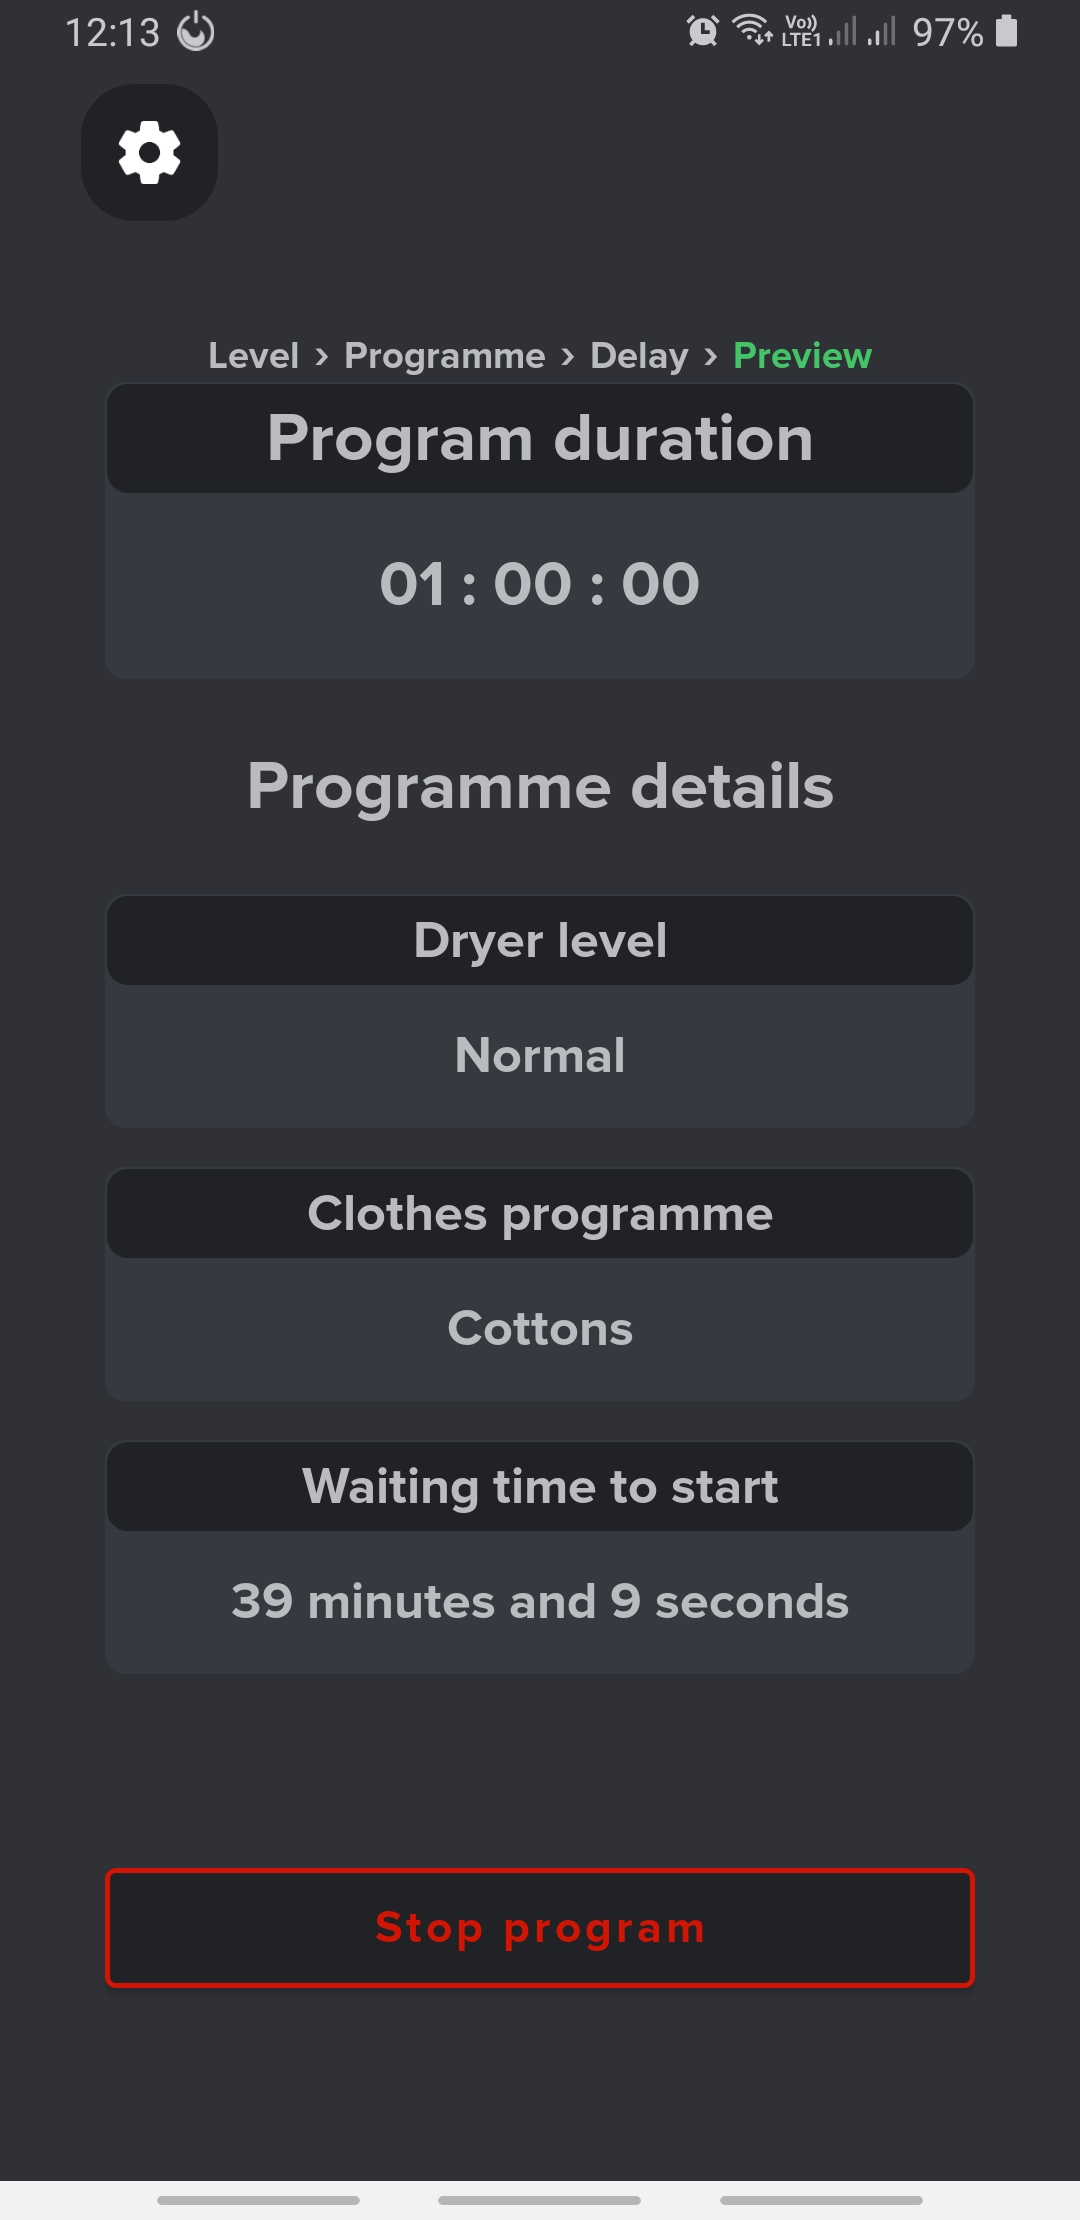 12:13
Vo)) LTE1 97%
Level › Programme › Delay › Preview
Program duration
01 : 00 : 00
Programme details
Dryer level
Normal
Clothes programme
Cottons
Waiting time to start
39 minutes and 9 seconds
Stop program